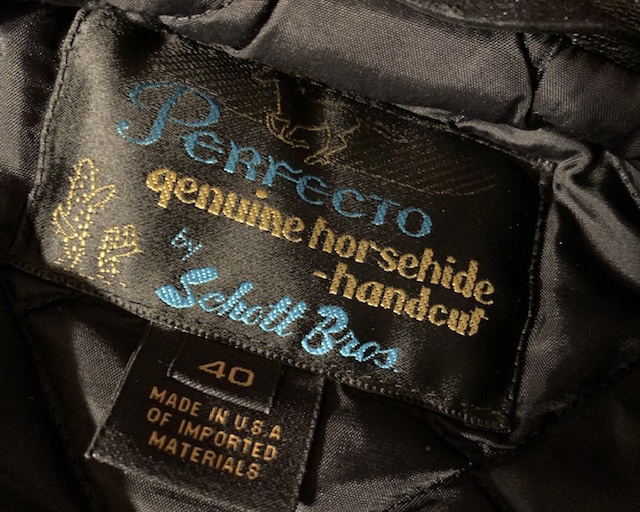 Perfecto
genuine horsehide
-handcut
by
Schott Bros.
40
MADE IN U.S.A
OF IMPORTED
MATERIALS